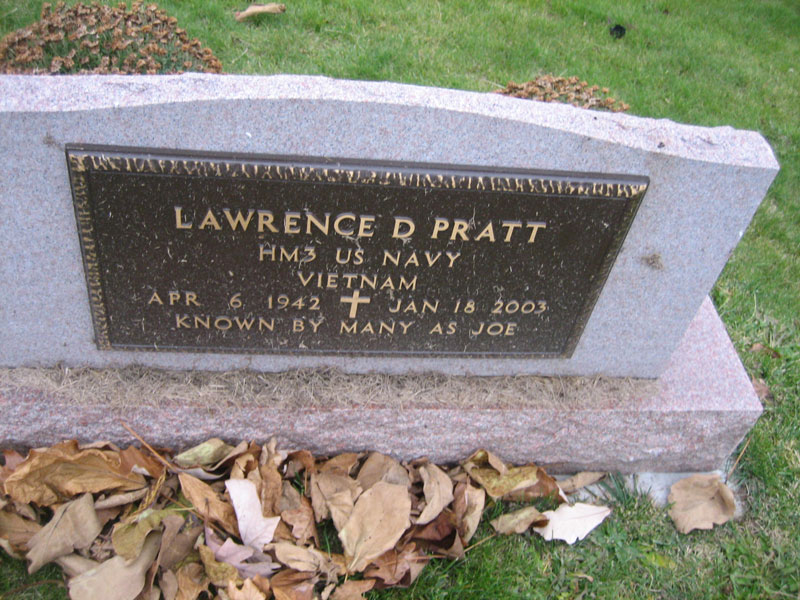 LAWRENCE D PRATT
HM3 US NAVY
VIETNAM
APR 6 1942 JAN 18 2003
KNOWN BY MANY AS JOE